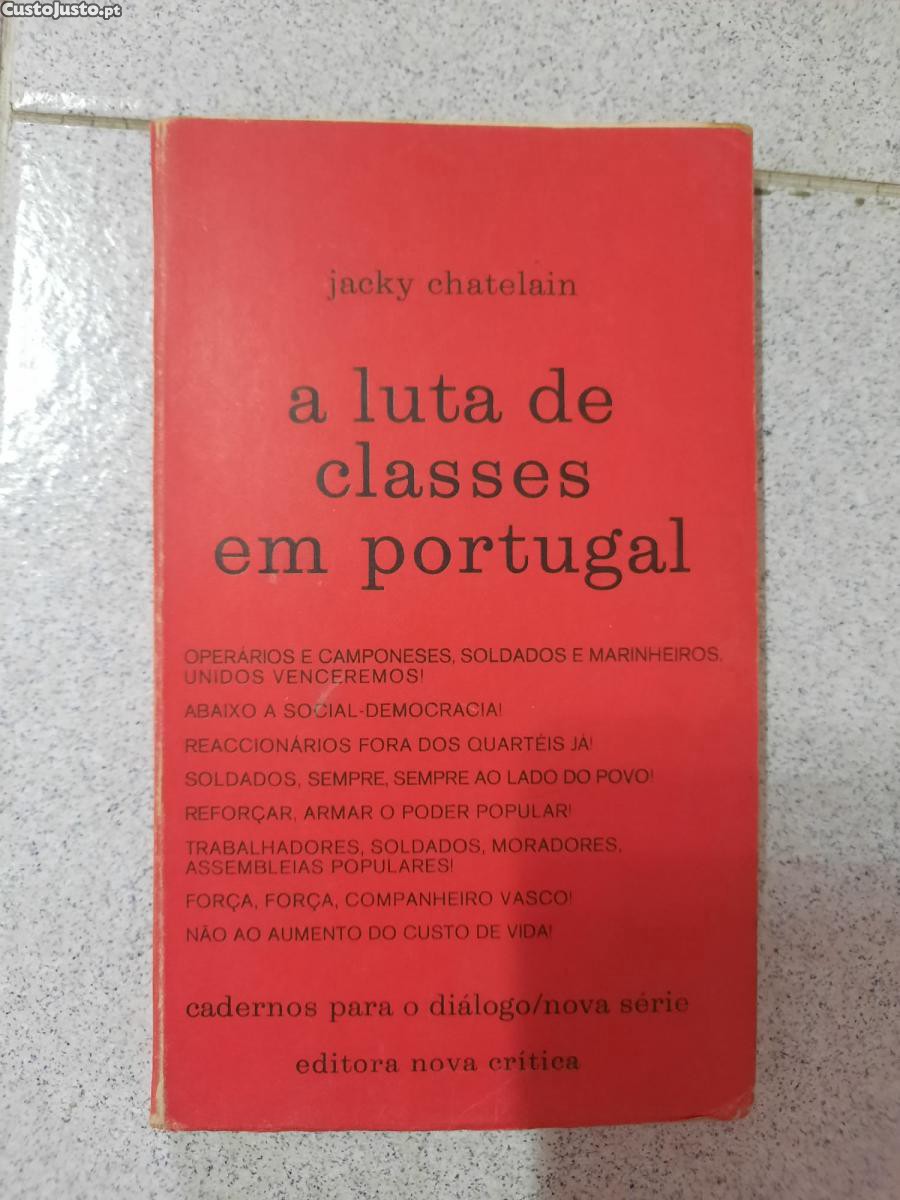 CustoJusto.pt
jacky chatelain
a luta de
classes
em portugal
OPERÁRIOS E CAMPONESES, SOLDADOS E MARINHEIROS,
UNIDOS VENCEREMOS!
ABAIXO A SOCIAL-DEMOCRACIA!
REACCIONÁRIOS FORA DOS QUARTÉIS JÁ!
SOLDADOS, SEMPRE, SEMPRE AO LADO DO POVO!
REFORÇAR, ARMAR O PODER POPULAR!
TRABALHADORES, SOLDADOS, MORADORES,
ASSEMBLEIAS POPULARES!
FORÇA, FORÇA, COMPANHEIRO VASCO!
NÃO AO AUMENTO DO CUSTO DE VIDA!
cadernos para o diálogo/nova série
editora nova crítica